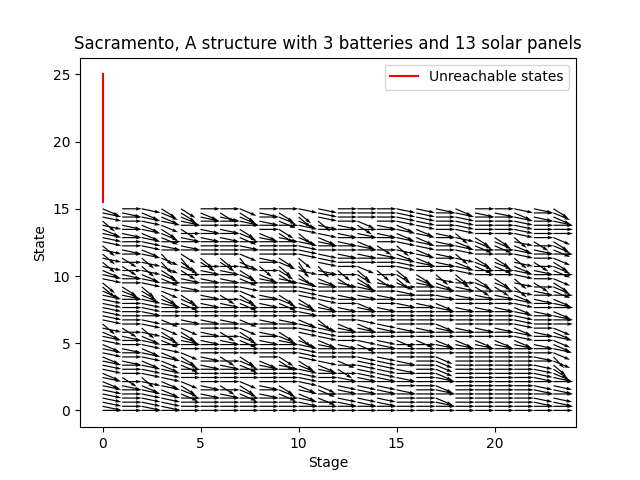 Sacramento, A structure with 3 batteries and 13 solar panels
Unreachable states
25
20
15
10
5
0
State
0 5 10 15 20
Stage